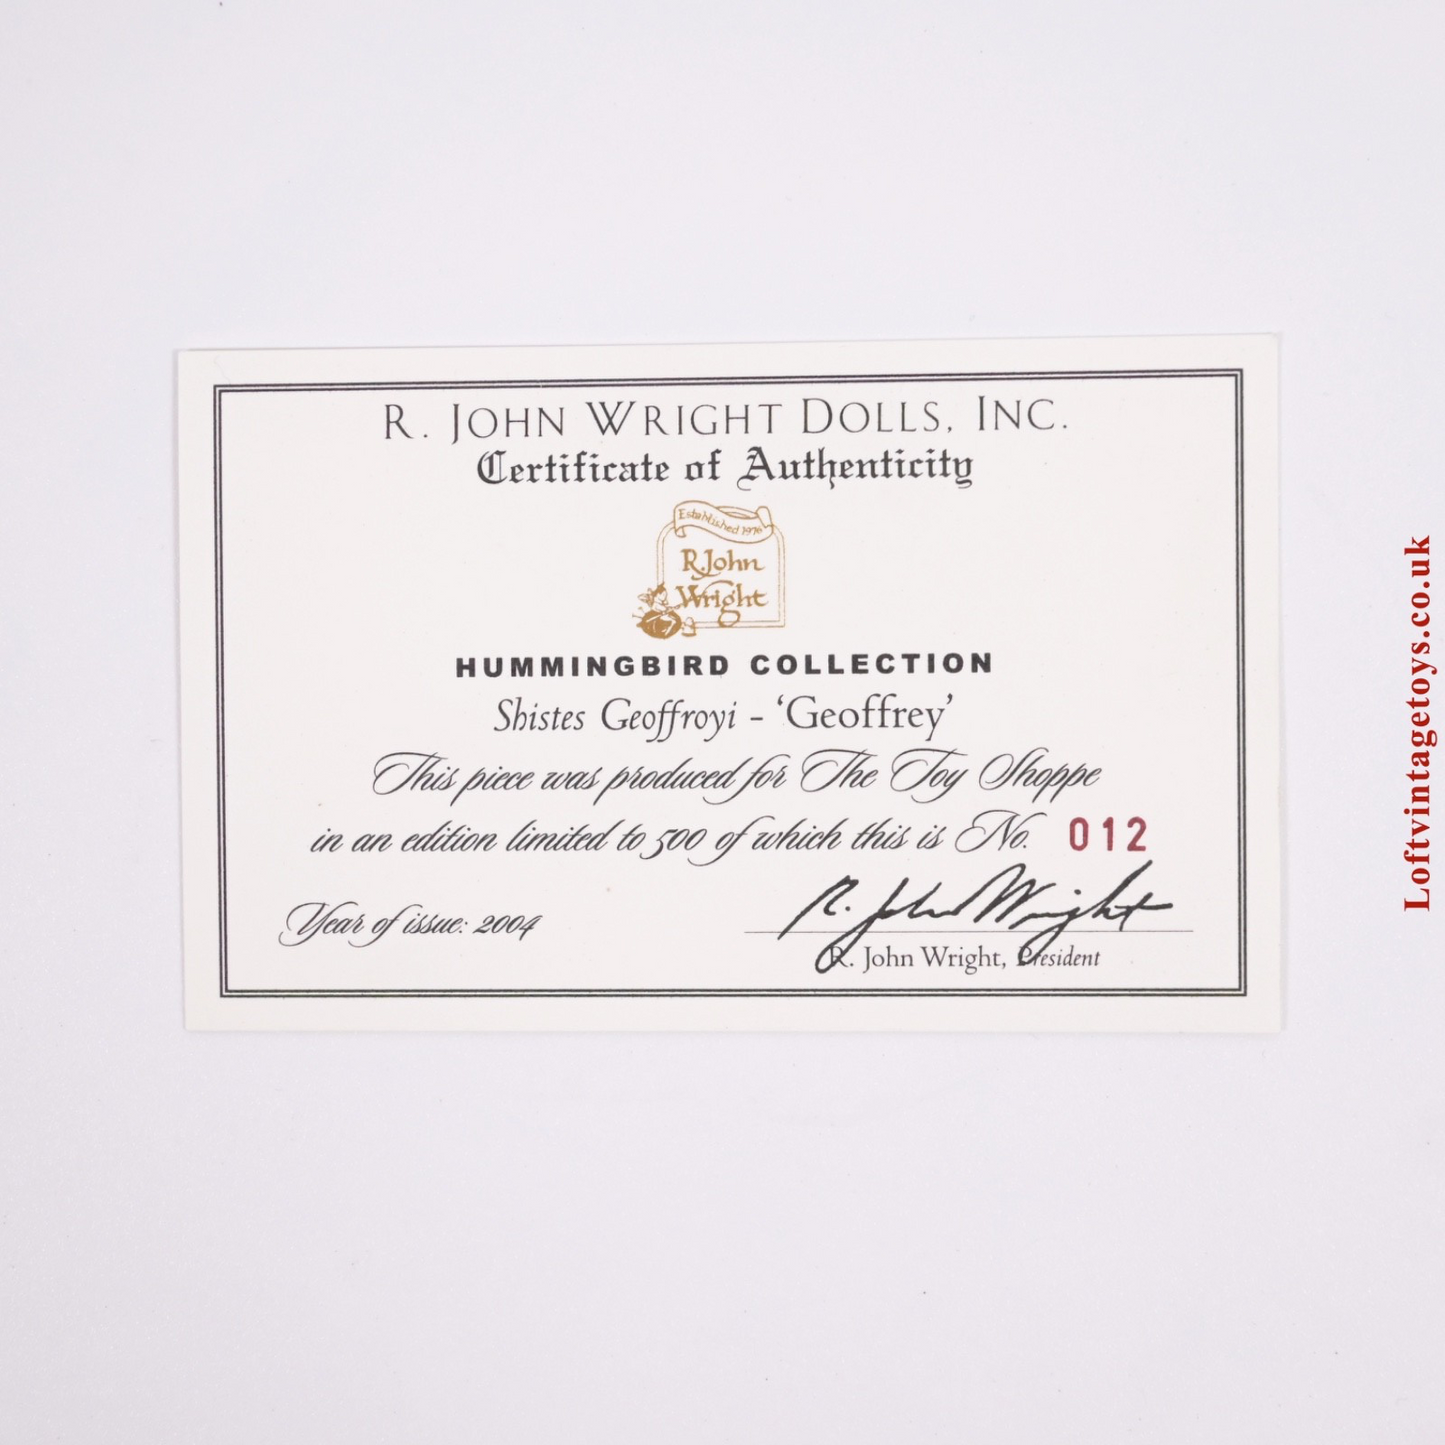 R. JOHN WRIGHT DOLLS, INC.
Certificate of Authenticity
Established 1976
R. John
Wright
HUMMINGBIRD COLLECTION
Shistes Geoffroyi - 'Geoffrey'
This piece was produced for The Toy Shoppe
in an edition limited to 500 of which this is No. 012
Year of issue: 2004
R. John Wright
R. John Wright, President
Loftvintagetoys.co.uk